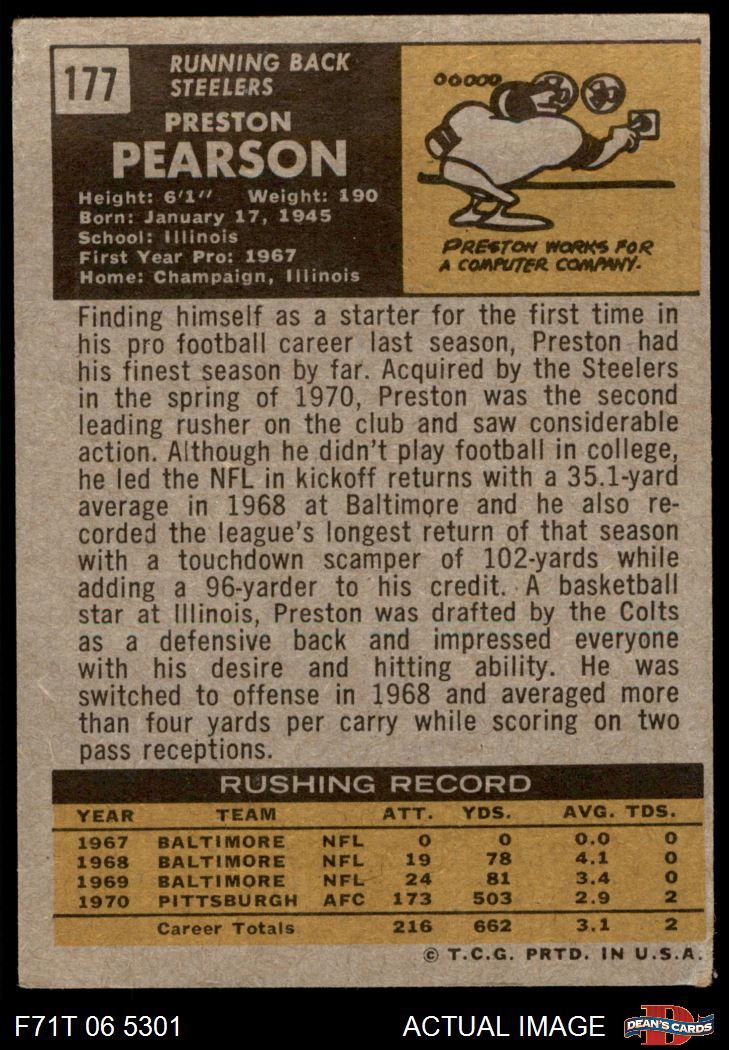 177
RUNNING BACK
STEELERS
PRESTON
PEARSON
Height: 6'1" Weight: 190
Born: January 17, 1945
School: Illinois
First Year Pro: 1967
Home: Champaign, Illinois
PRESTON WORKS FOR
A COMPUTER COMPANY.
Finding himself as a starter for the first time in
his pro football career last season, Preston had
his finest season by far. Acquired by the Steelers
in the spring of 1970, Preston was the second
leading rusher on the club and saw considerable
action. Although he didn't play football in college,
he led the NFL in kickoff returns with a 35.1-yard
average in 1968 at Baltimore and he also re-
corded the league's longest return of that season
with a touchdown scamper of 102-yards while
adding a 96-yarder to his credit. A basketball
star at Illinois, Preston was drafted by the Colts
as a defensive back and impressed everyone
with his desire and hitting ability. He was
switched to offense in 1968 and averaged more
than four yards per carry while scoring on two
pass receptions.
RUSHING RECORD
YEAR TEAM ATT. YDS. AVG. TDS.
1967 BALTIMORE NFL 0 0 0.0 0
1968 BALTIMORE NFL 19 78 4.1 0
1969 BALTIMORE NFL 24 81 3.4 0
1970 PITTSBURGH AFC 173 503 2.9 2
Career Totals 216 662 3.1 2
© T.C.G. PRTD. IN U.S.A.
F71T 06 5301 ACTUAL IMAGE D DEAN'S CARDS